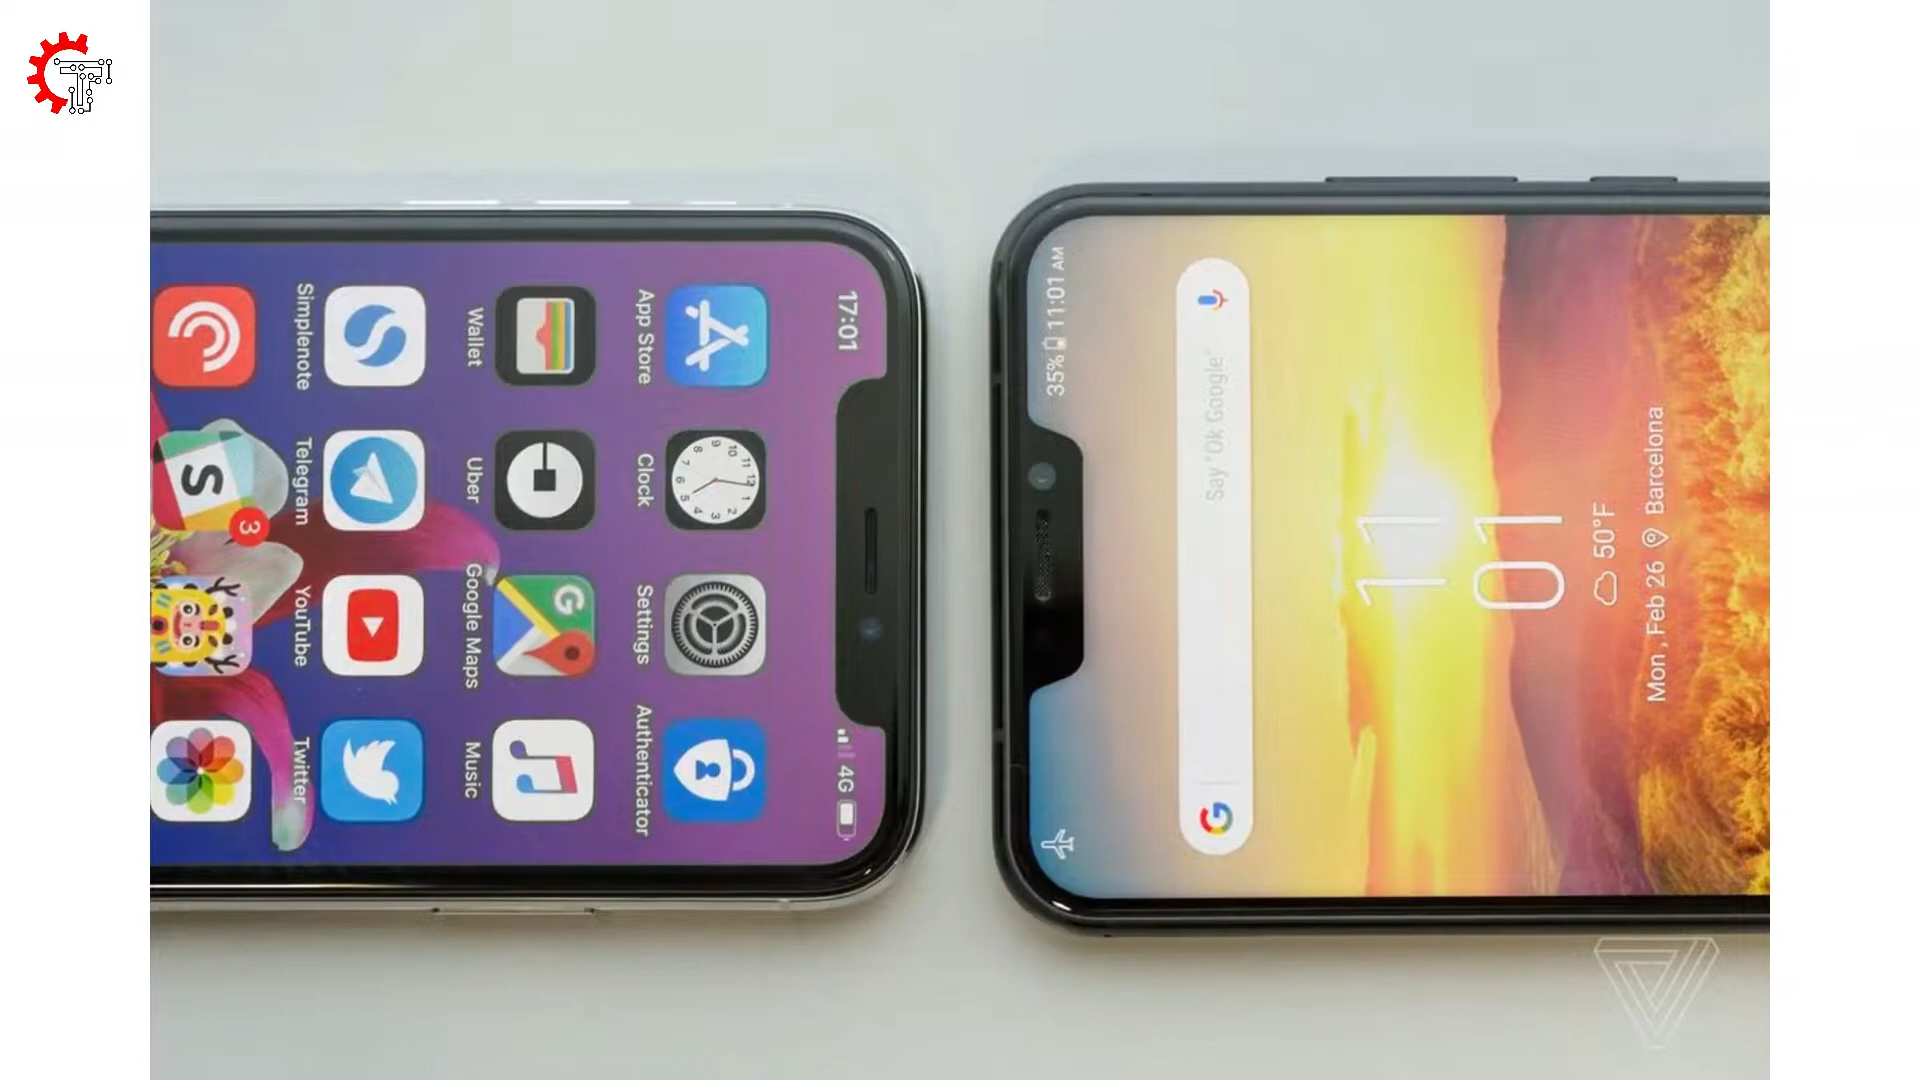 17:01
4G
App Store
Clock
Settings
Authenticator
Wallet
Uber
Google Maps
Music
Simplenote
Telegram
YouTube
Twitter
S
3
35% 11:01 AM
Say "Ok Google"
G
11
01
50°F
Mon , Feb 26 Barcelona